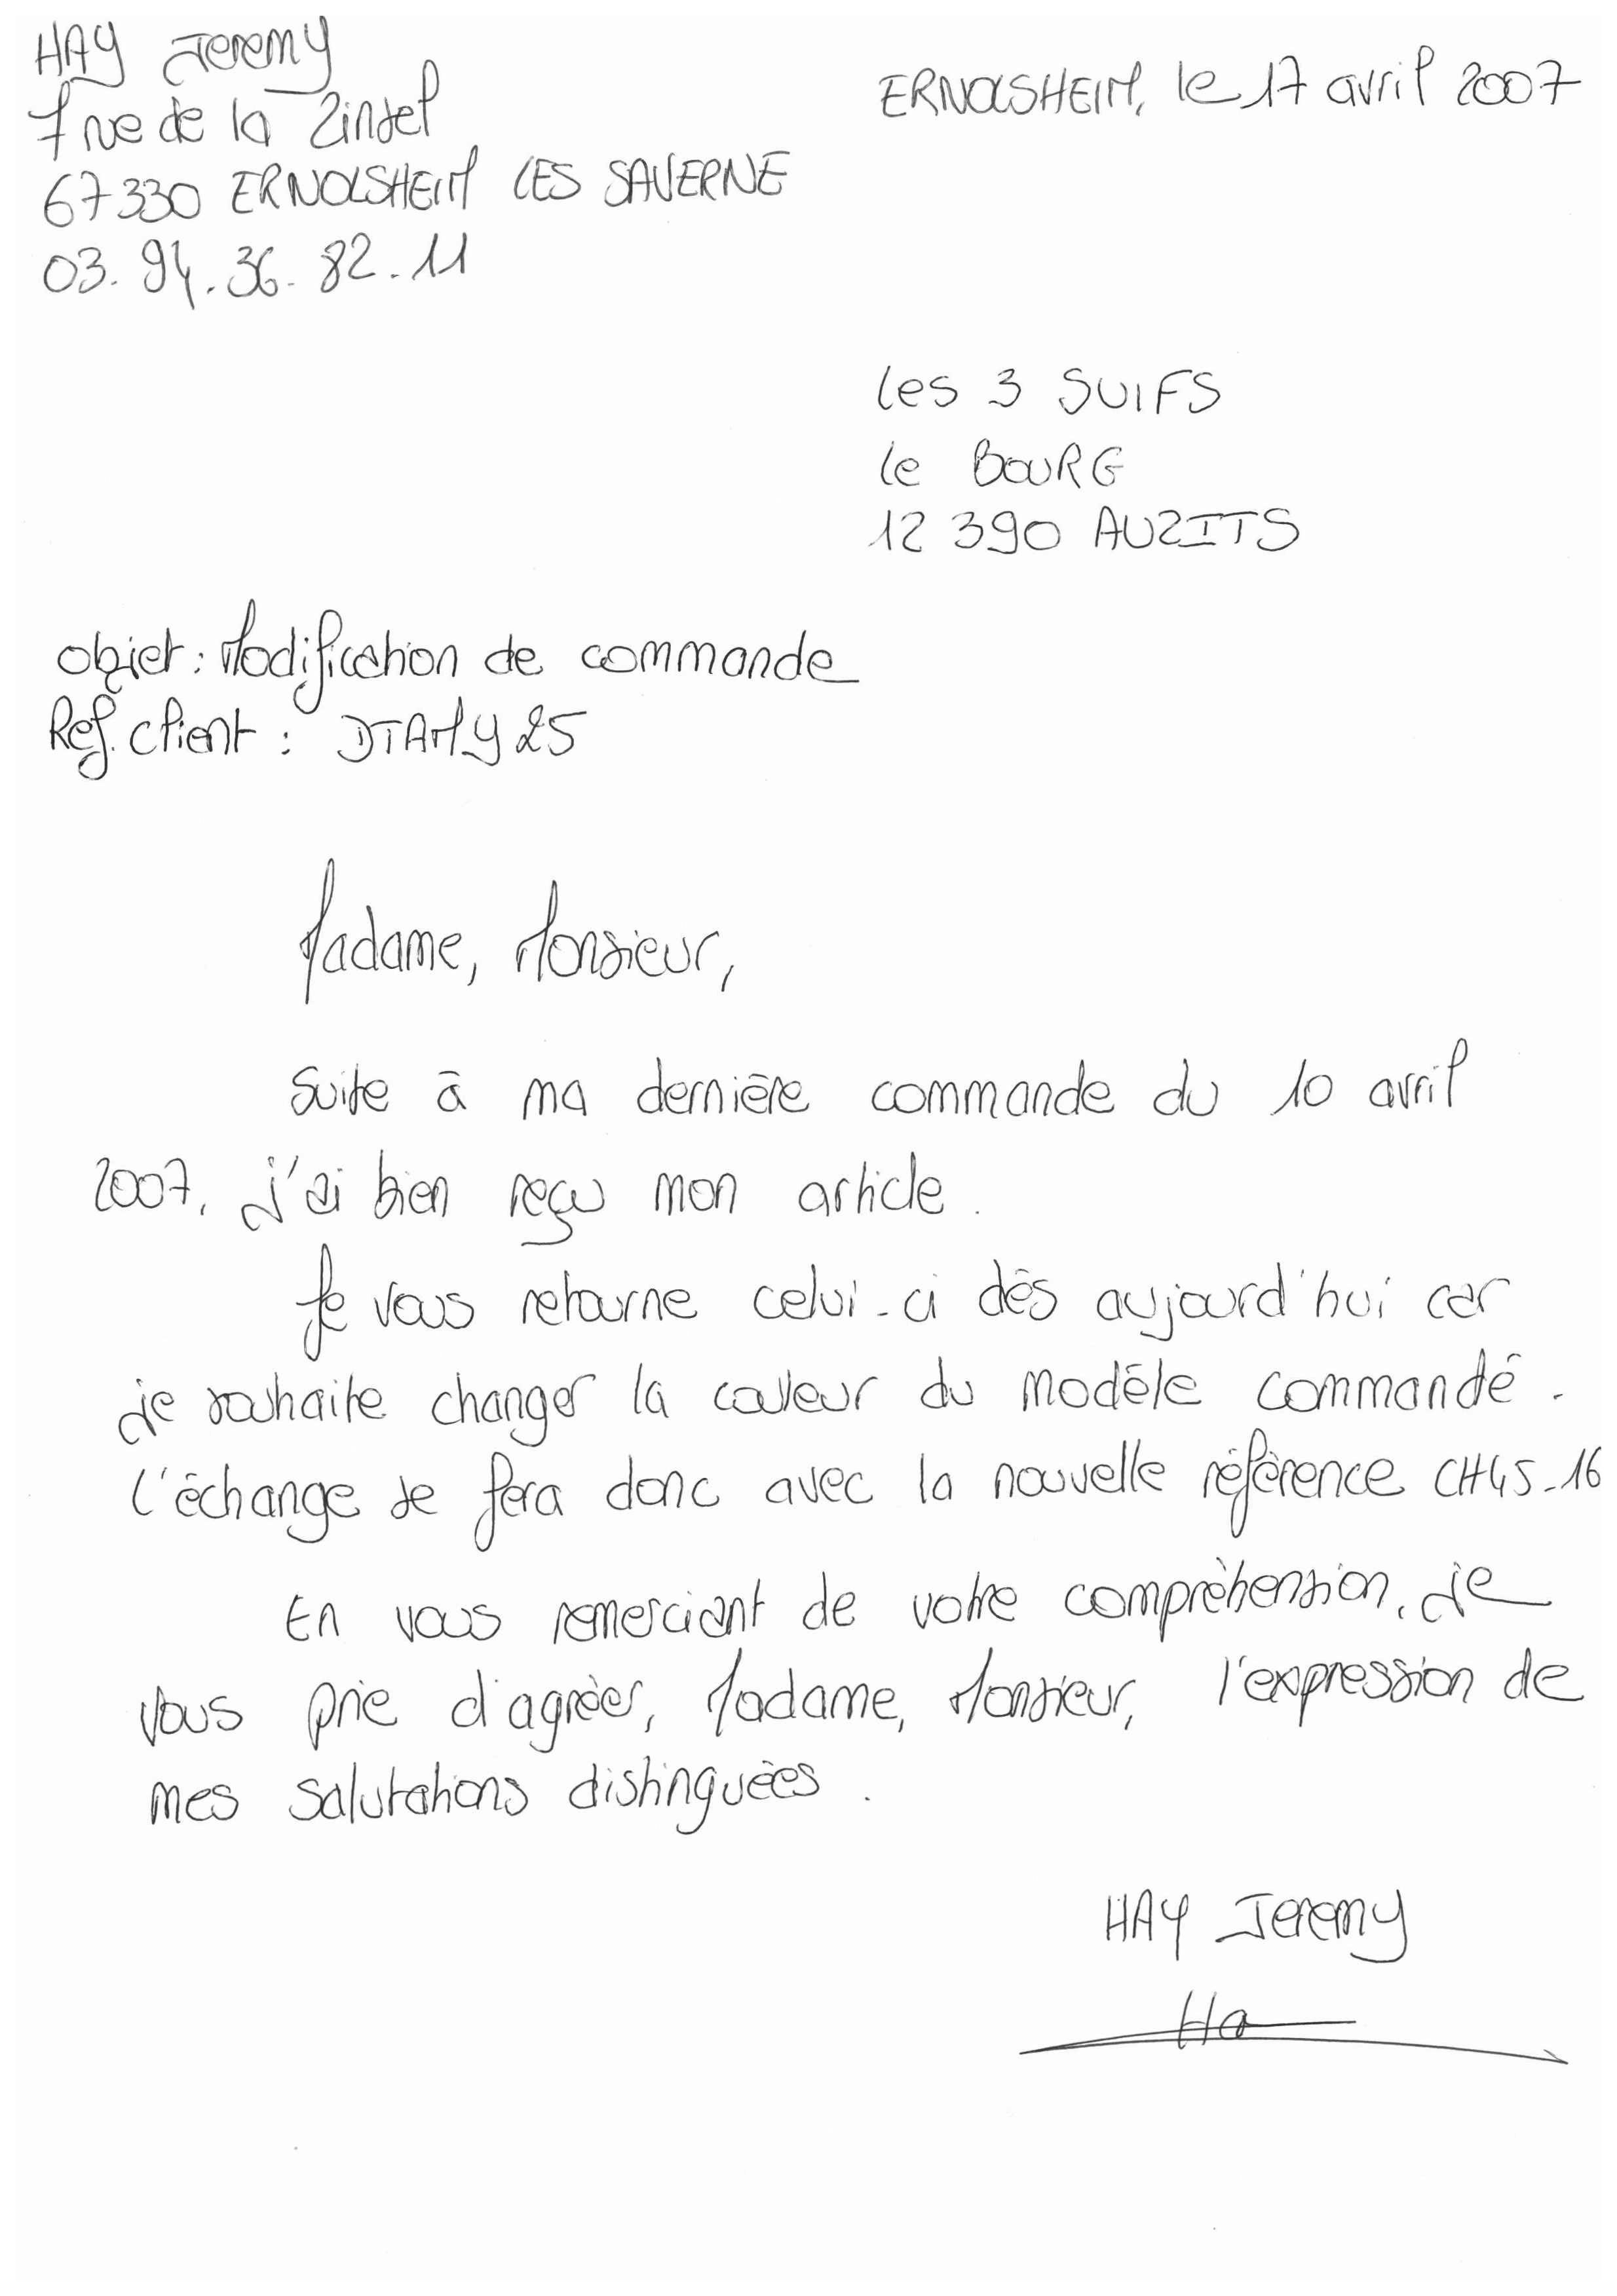 HAY Jeremy
7 rue de la Zinsel
67330 ERNOLSHEIM LES SAVERNE
03.94.36.82.11
ERNOLSHEIM, le 17 avril 2007
Les 3 SUIFS
Le BOURG
12 390 AUZITS
Objet : Modification de commande
Ref. client : DTAMY25
Madame, Monsieur,
Suite à ma dernière commande du 10 avril
2007, j'ai bien reçu mon article.
Je vous retourne celui-ci dès aujourd'hui car
je souhaite changer la couleur du modèle commandé.
L'échange se fera donc avec la nouvelle référence CH45-16
En vous remerciant de votre compréhension, je
vous prie d'agréer, Madame, Monsieur, l'expression de
mes salutations distinguées.
HAY Jeremy
Ha